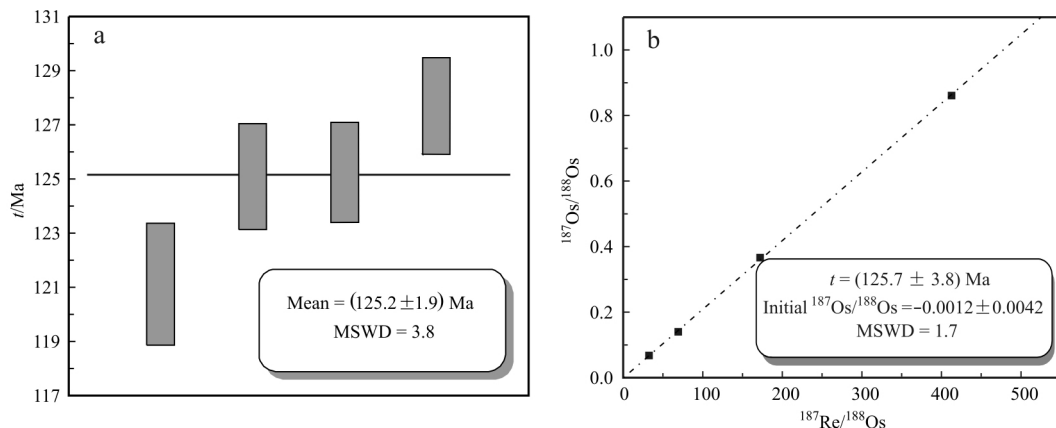 a
131
129
127
125
123
121
119
117
t/Ma
Mean = (125.2±1.9) Ma
MSWD = 3.8
b
1.0
0.8
0.6
0.4
0.2
0.0
¹⁸⁷Os/¹⁸⁸Os
t = (125.7 ± 3.8) Ma
Initial ¹⁸⁷Os/¹⁸⁸Os =−0.0012±0.0042
MSWD = 1.7
0 100 200 300 400 500
¹⁸⁷Re/¹⁸⁸Os